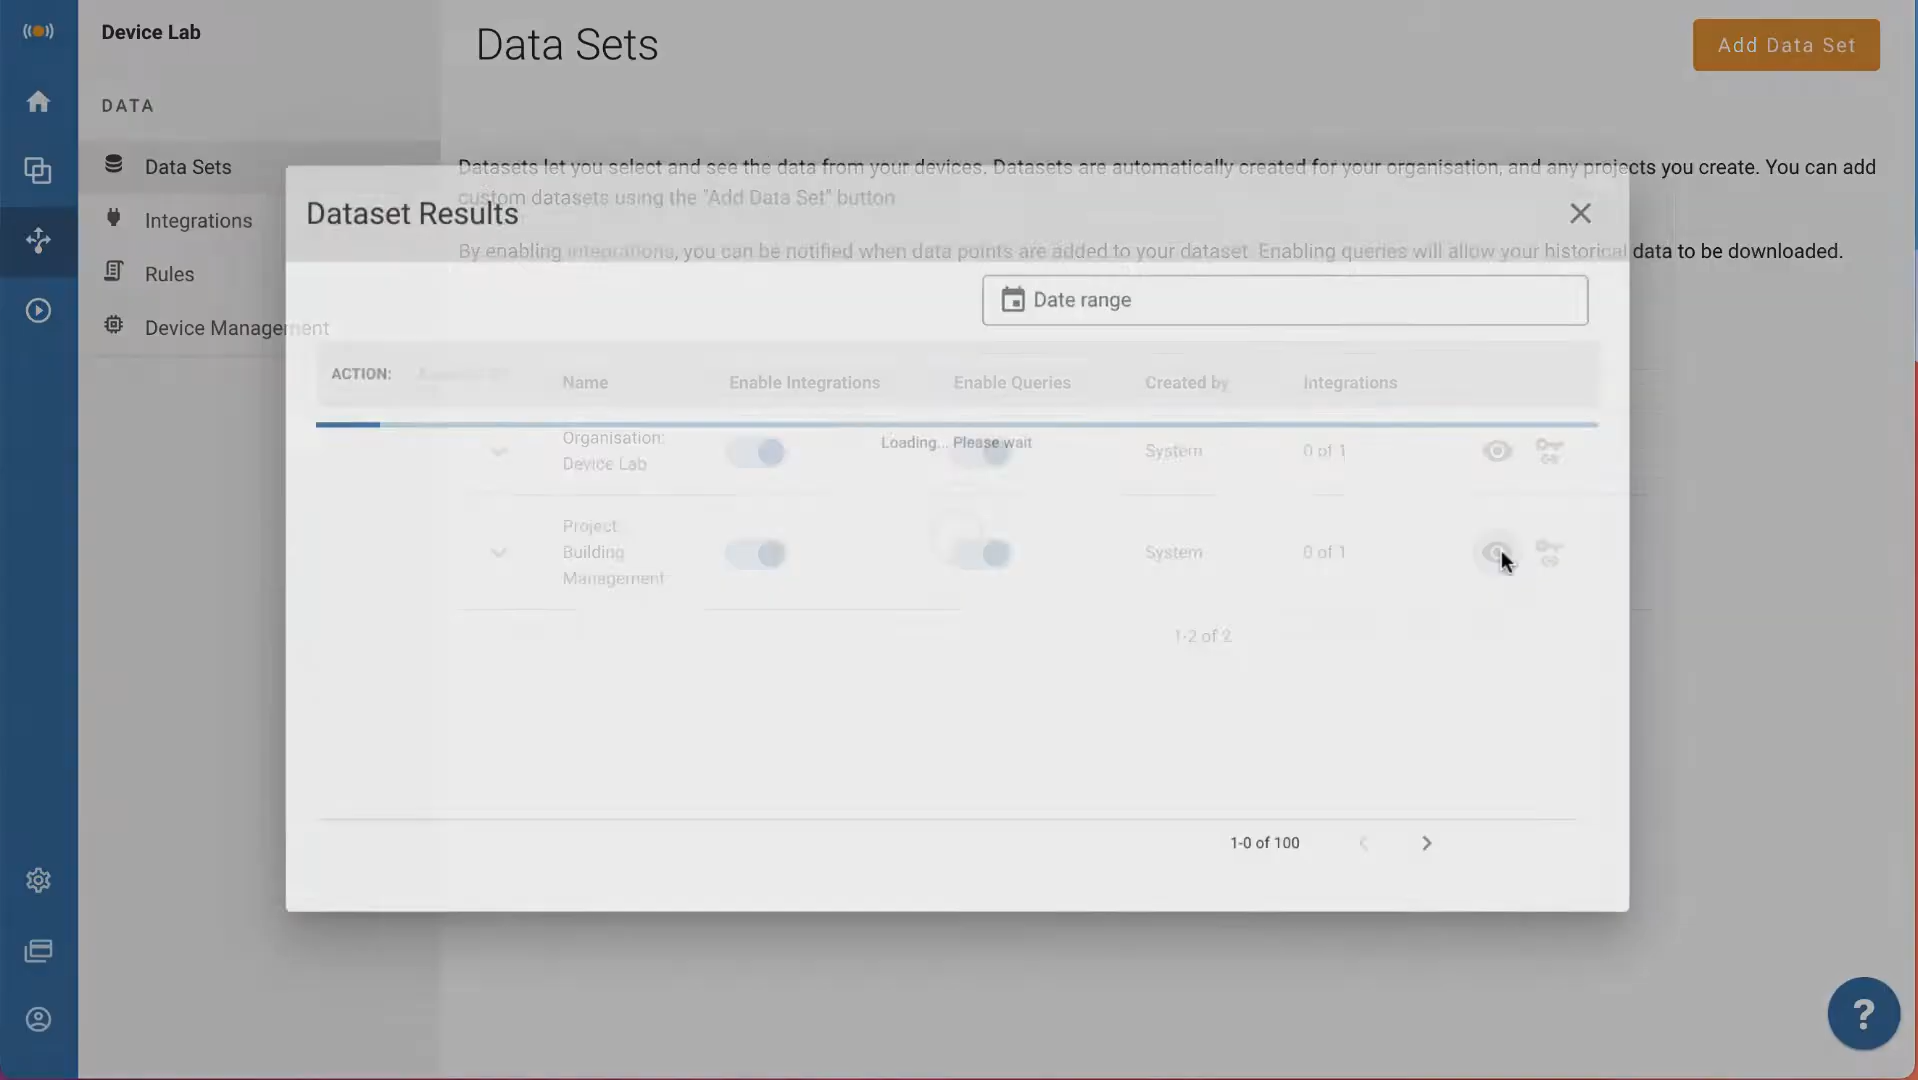 Device Lab
Data Sets
Add Data Set
DATA
Data Sets
Integrations
Rules
Device Management
Datasets let you select and see the data from your devices. Datasets are automatically created for your organisation, and any projects you create. You can add
custom datasets using the "Add Data Set" button
By enabling integrations, you can be notified when data points are added to your dataset. Enabling queries will allow your historical data to be downloaded.
Dataset Results
Date range
ACTION:
Name Enable Integrations Enable Queries Created by Integrations
Loading... Please wait
Organisation:
Device Lab
System 0 of 1
Project:
Building
Management
System 0 of 1
1-2 of 2
1-0 of 100
?